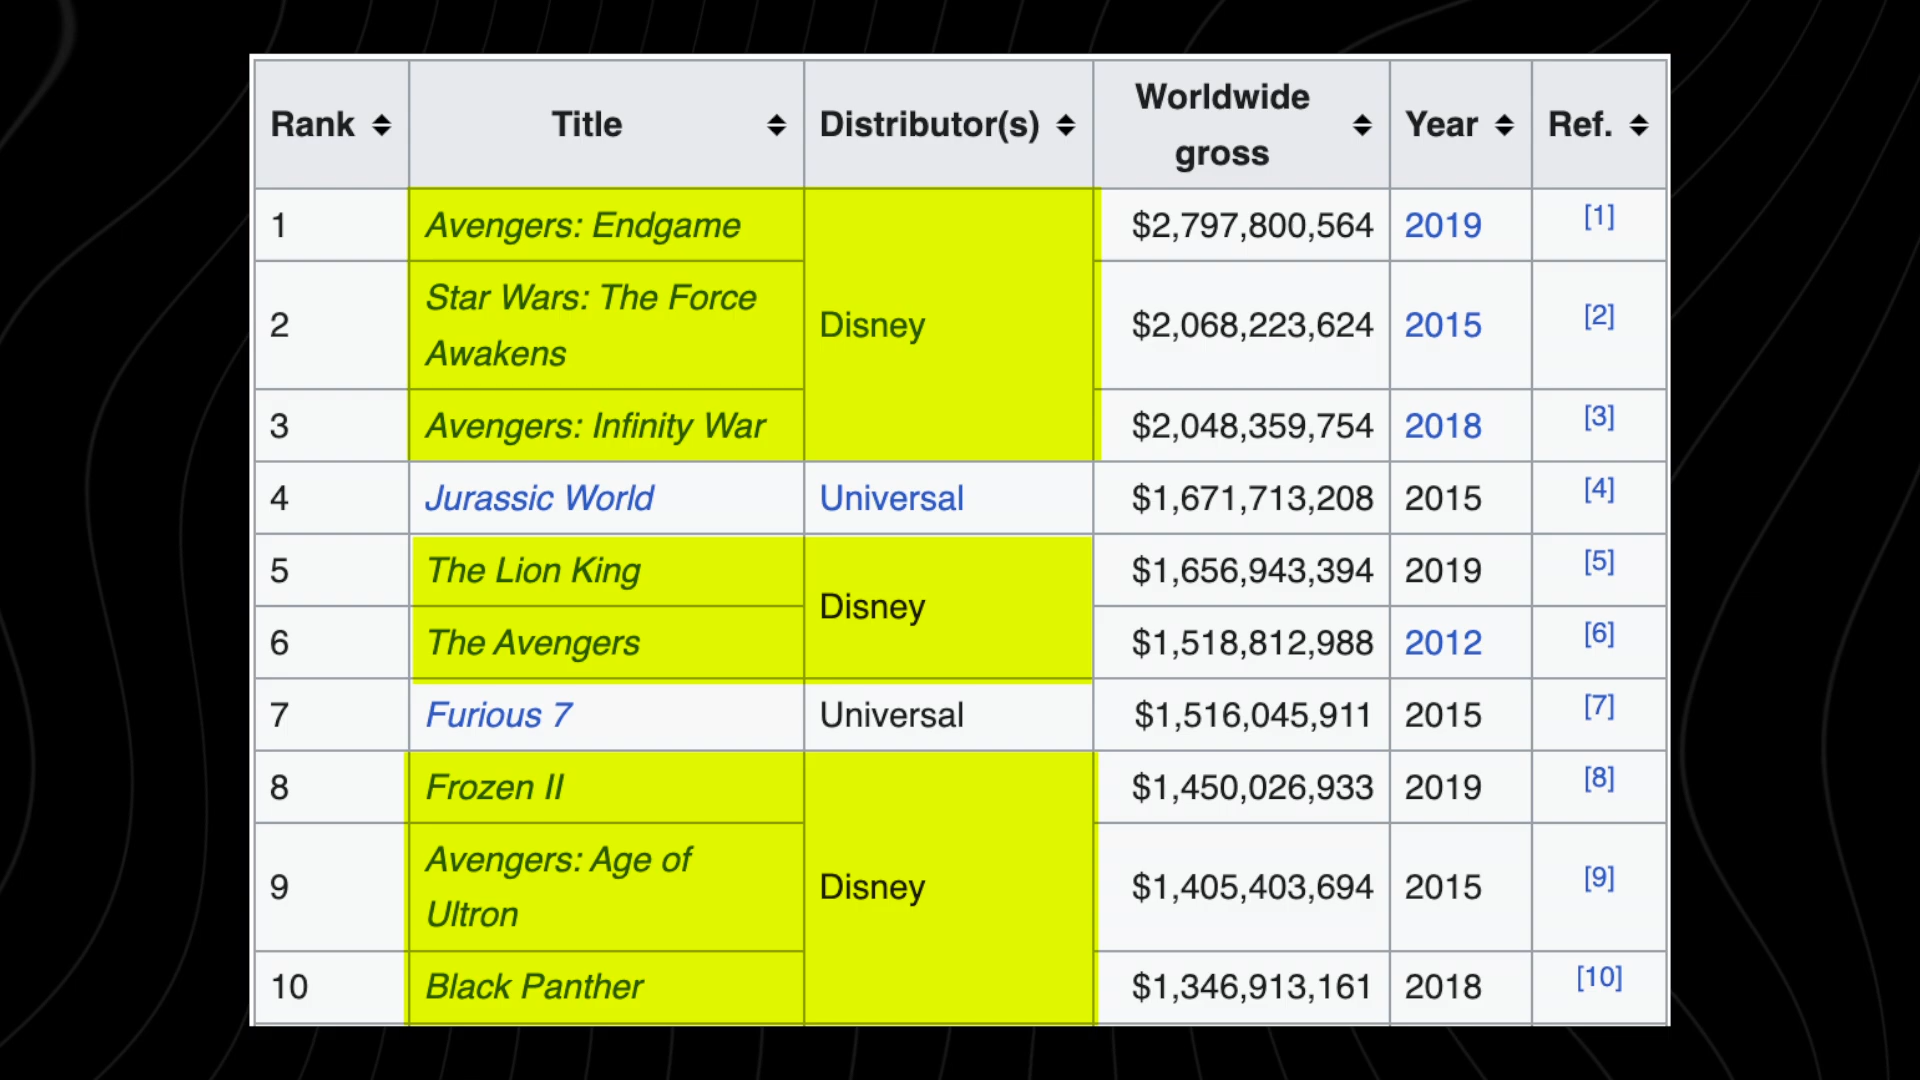 Rank Title Distributor(s) Worldwide gross Year Ref.
1 Avengers: Endgame Disney $2,797,800,564 2019 [1]
2 Star Wars: The Force Awakens $2,068,223,624 2015 [2]
3 Avengers: Infinity War $2,048,359,754 2018 [3]
4 Jurassic World Universal $1,671,713,208 2015 [4]
5 The Lion King Disney $1,656,943,394 2019 [5]
6 The Avengers $1,518,812,988 2012 [6]
7 Furious 7 Universal $1,516,045,911 2015 [7]
8 Frozen II Disney $1,450,026,933 2019 [8]
9 Avengers: Age of Ultron $1,405,403,694 2015 [9]
10 Black Panther $1,346,913,161 2018 [10]